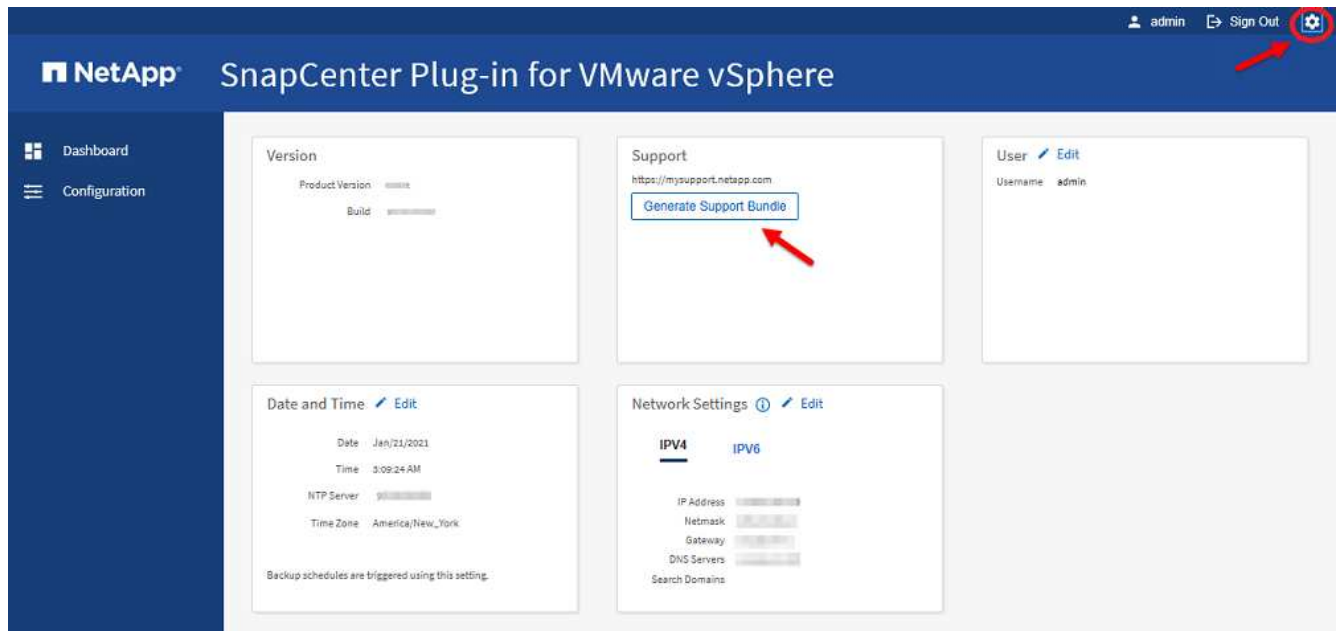 admin Sign Out
NetApp® SnapCenter Plug-in for VMware vSphere
Dashboard
Configuration
Version
Product Version
Build
Support
https://mysupport.netapp.com
Generate Support Bundle
User Edit
Username admin
Date and Time Edit
Date Jan/21/2021
Time 3:09:24 AM
NTP Server
Time Zone America/New_York
Backup schedules are triggered using this setting.
Network Settings Edit
IPV4 IPV6
IP Address
Netmask
Gateway
DNS Servers
Search Domains